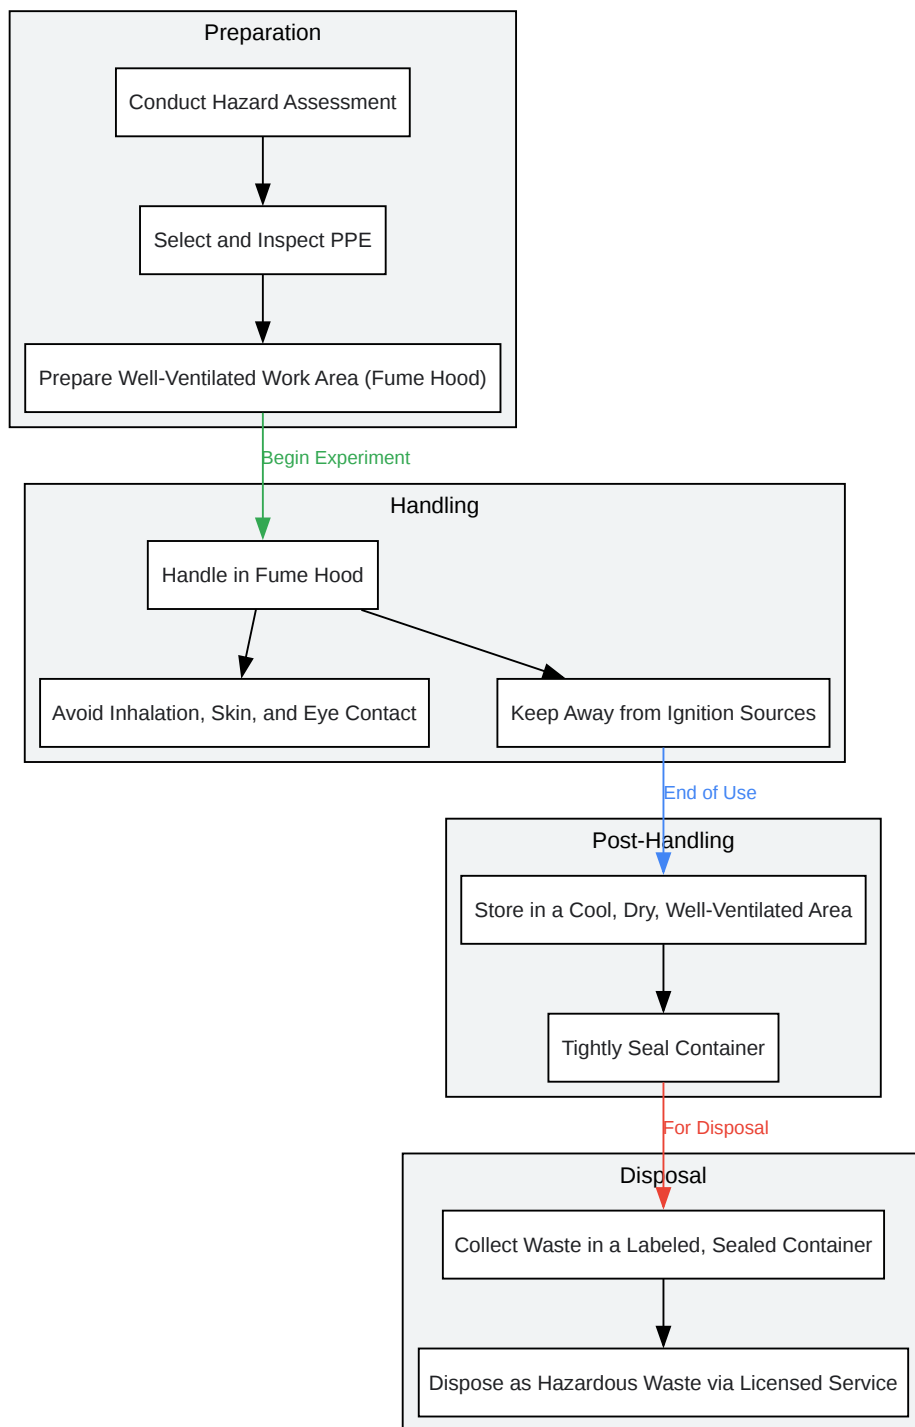 Preparation
Conduct Hazard Assessment
Select and Inspect PPE
Prepare Well-Ventilated Work Area (Fume Hood)
Begin Experiment
Handling
Handle in Fume Hood
Avoid Inhalation, Skin, and Eye Contact
Keep Away from Ignition Sources
End of Use
Post-Handling
Store in a Cool, Dry, Well-Ventilated Area
Tightly Seal Container
For Disposal
Disposal
Collect Waste in a Labeled, Sealed Container
Dispose as Hazardous Waste via Licensed Service